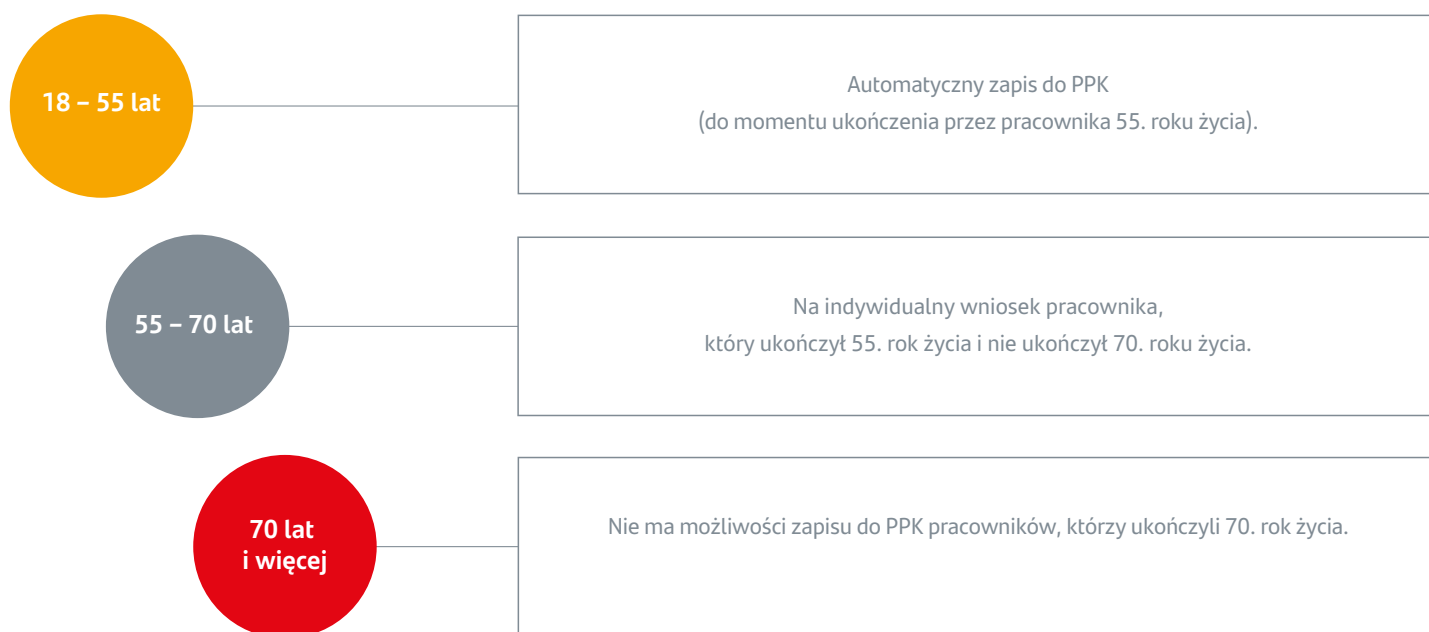 18 – 55 lat
Automatyczny zapis do PPK
(do momentu ukończenia przez pracownika 55. roku życia).
55 – 70 lat
Na indywidualny wniosek pracownika,
który ukończył 55. rok życia i nie ukończył 70. roku życia.
70 lat
i więcej
Nie ma możliwości zapisu do PPK pracowników, którzy ukończyli 70. rok życia.